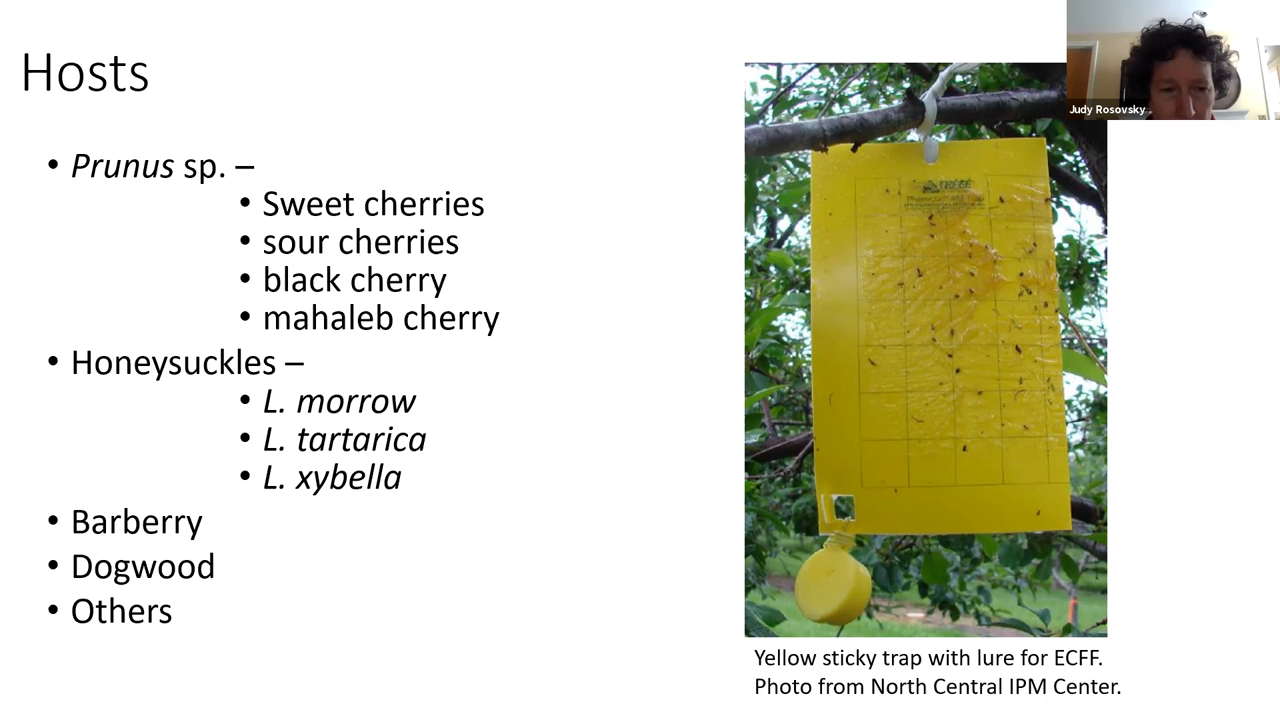 Hosts
• Prunus sp. –
• Sweet cherries
• sour cherries
• black cherry
• mahaleb cherry
• Honeysuckles –
• L. morrow
• L. tartarica
• L. xybella
• Barberry
• Dogwood
• Others
Judy Rosovsky
TRÉCÉ
Yellow sticky trap with lure for ECFF.
Photo from North Central IPM Center.